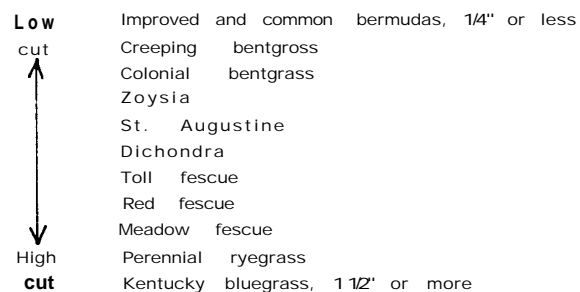 Low Improved and common bermudas, 1/4" or less
cut Creeping bentgross
Colonial bentgrass
Zoysia
St. Augustine
Dichondra
Toll fescue
Red fescue
Meadow fescue
High Perennial ryegrass
cut Kentucky bluegrass, 1 1/2" or more